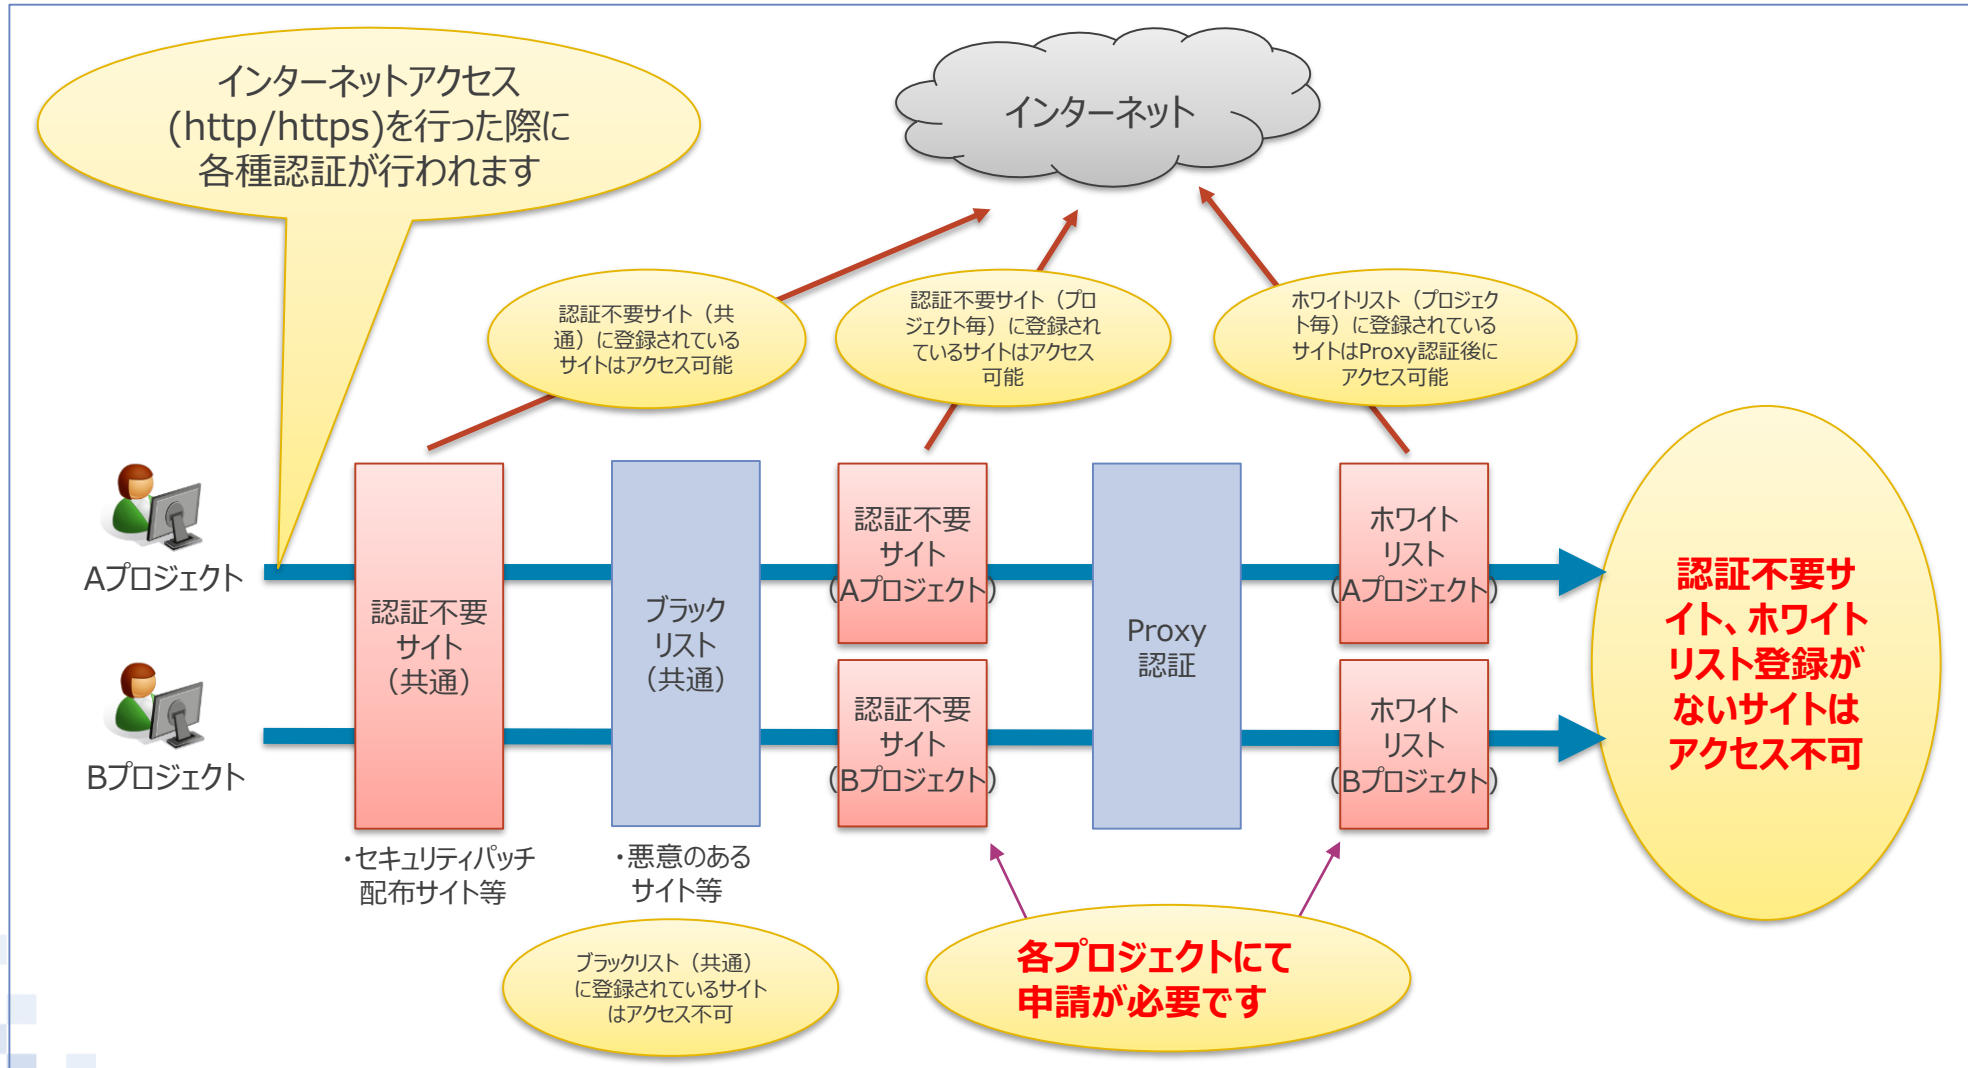 インターネットアクセス
(http/https)を行った際に
各種認証が行われます
インターネット
認証不要サイト（共
通）に登録されている
サイトはアクセス可能
認証不要サイト（プロ
ジェクト毎）に登録され
ているサイトはアクセス
可能
ホワイトリスト（プロジェク
ト毎）に登録されている
サイトはProxy認証後に
アクセス可能
Aプロジェクト
Bプロジェクト
認証不要
サイト
（共通）
ブラック
リスト
（共通）
認証不要
サイト
(Aプロジェクト)
認証不要
サイト
(Bプロジェクト)
Proxy
認証
ホワイト
リスト
(Aプロジェクト)
ホワイト
リスト
(Bプロジェクト)
認証不要サ
イト、ホワイト
リスト登録が
ないサイトは
アクセス不可
・セキュリティパッチ
配布サイト等
・悪意のある
サイト等
ブラックリスト（共通）
に登録されているサイト
はアクセス不可
各プロジェクトにて
申請が必要です